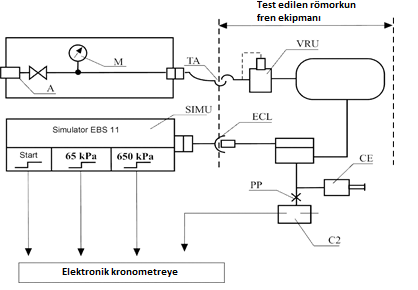 Test edilen römorkun
fren ekipmanı
M
TA
VRU
A
SIMU
ECL
Simulator EBS 11
Start
65 kPa
650 kPa
CE
PP
C2
Elektronik kronometreye